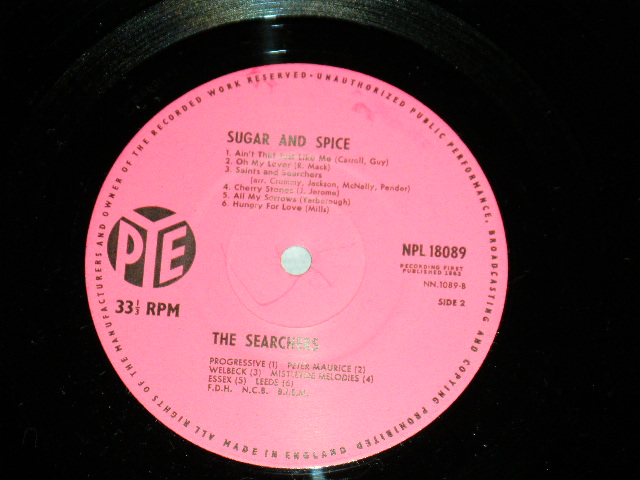 ALL RIGHTS OF THE MANUFACTURERS AND OWNER OF THE RECORDED WORK RESERVED • UNAUTHORIZED PUBLIC PERFORMANCE, BROADCASTING AND COPYING PROHIBITED
MADE IN ENGLAND
SUGAR AND SPICE
1. Ain't That Just Like Me (Carroll, Guy)
2. Oh My Lover (R. Mack)
3. Saints and Searchers
(arr. Crummy, Jackson, McNally, Pender)
4. Cherry Stones (J. Jerome)
5. All My Sorrows (Yarborough)
6. Hungry For Love (Mills)
PYE
33 1/3 RPM
NPL 18089
RECORDING FIRST
PUBLISHED 1963
NN.1089-B
SIDE 2
THE SEARCHERS
PROGRESSIVE (1) PETER MAURICE (2)
WELBECK (3) MISTLETOE MELODIES (4)
ESSEX (5) LEEDS (6)
F.D.H. N.C.B. B.I.E.M.